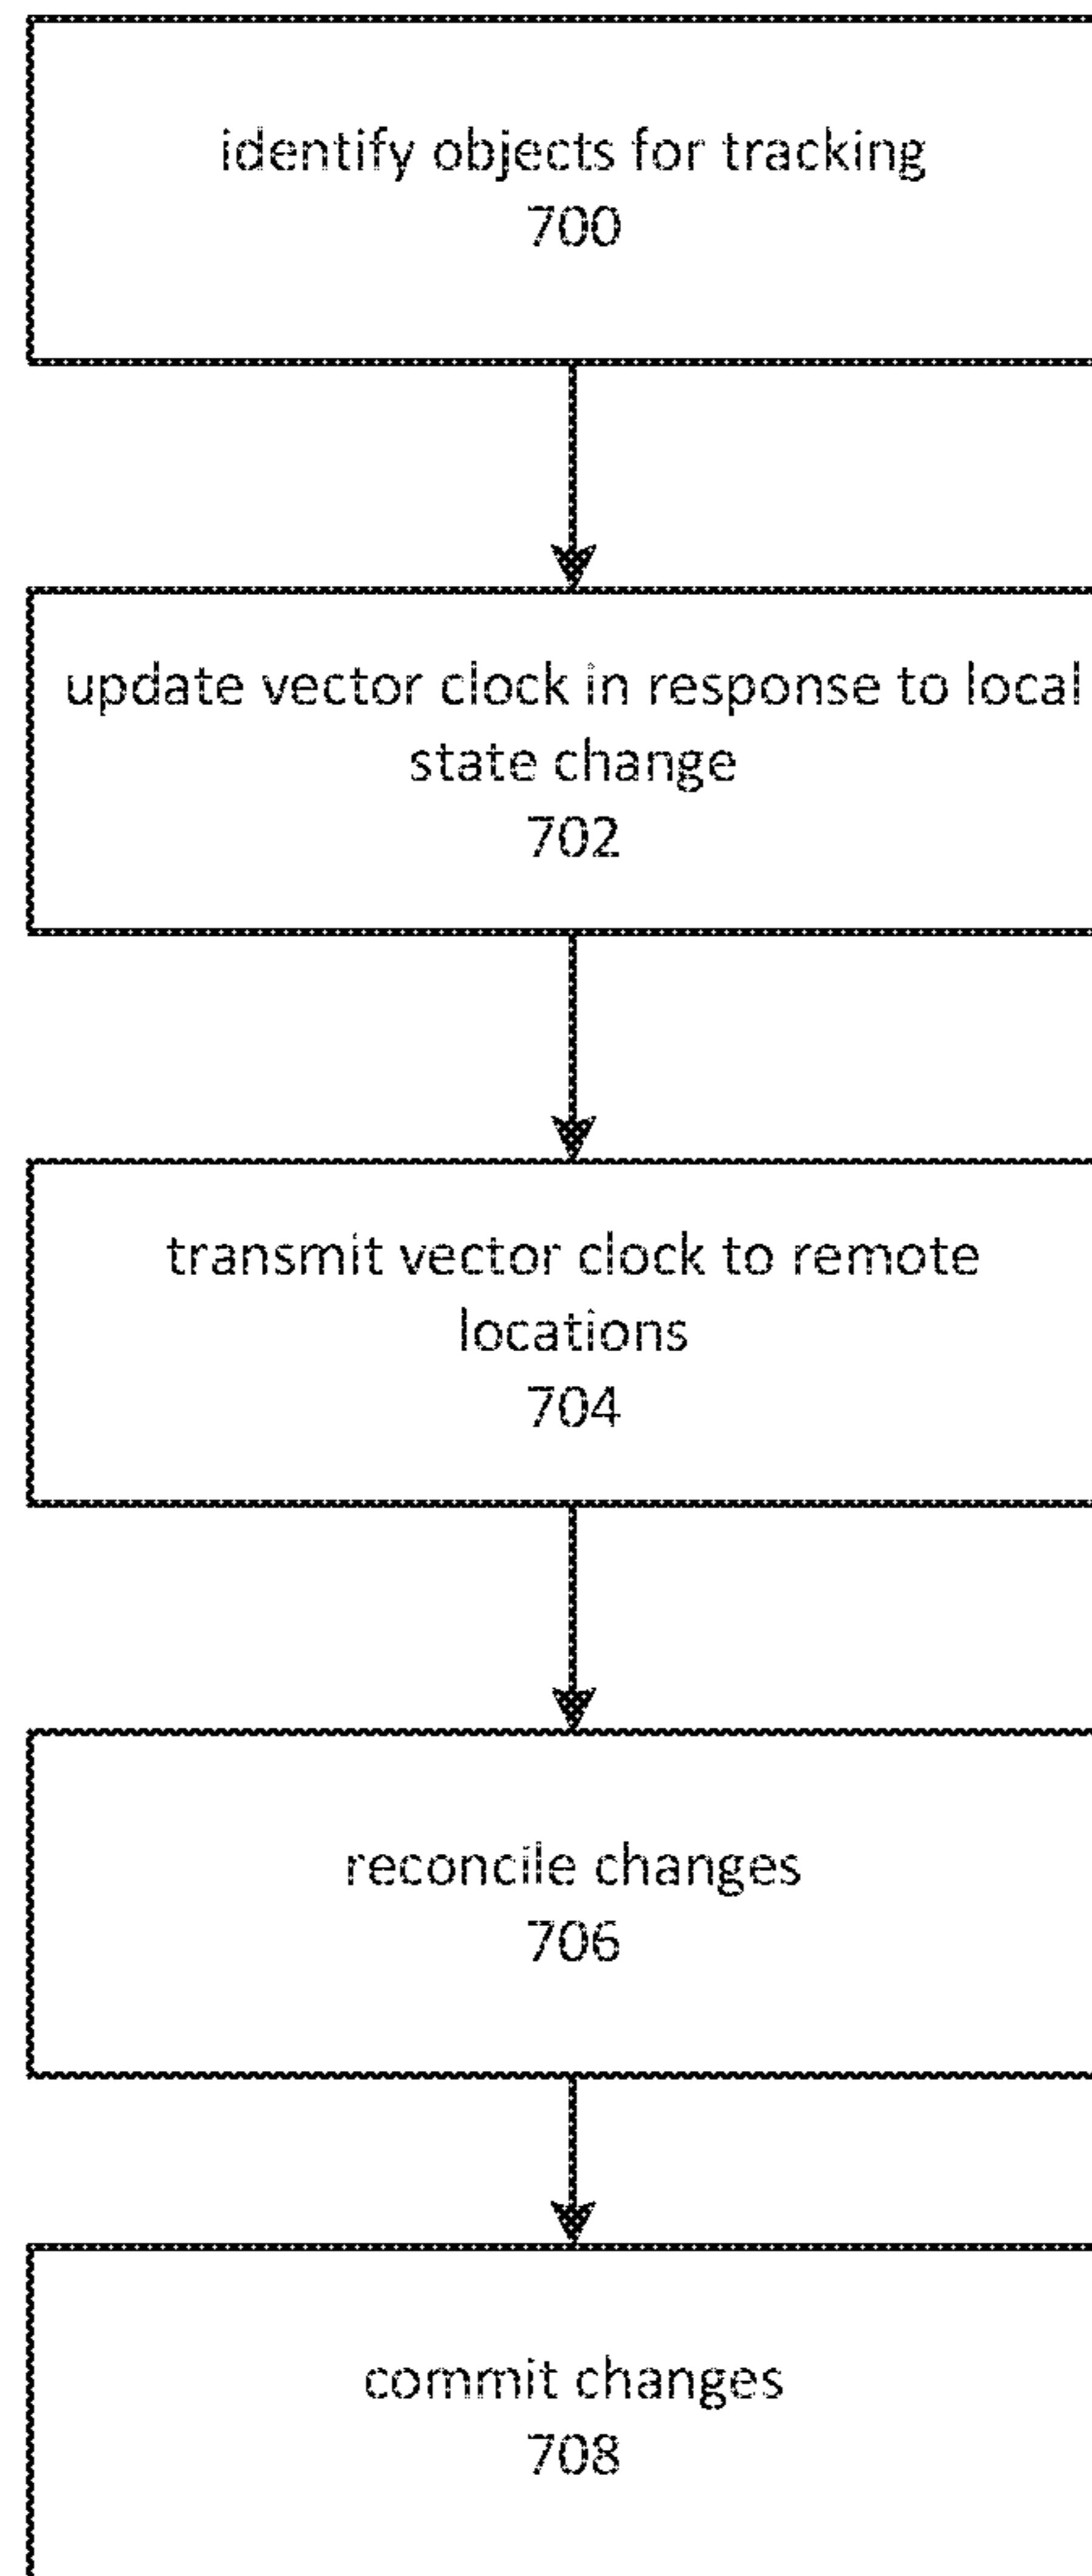 identify objects for tracking
700
update vector clock in response to local
state change
702
transmit vector clock to remote
locations
704
reconcile changes
706
commit changes
708